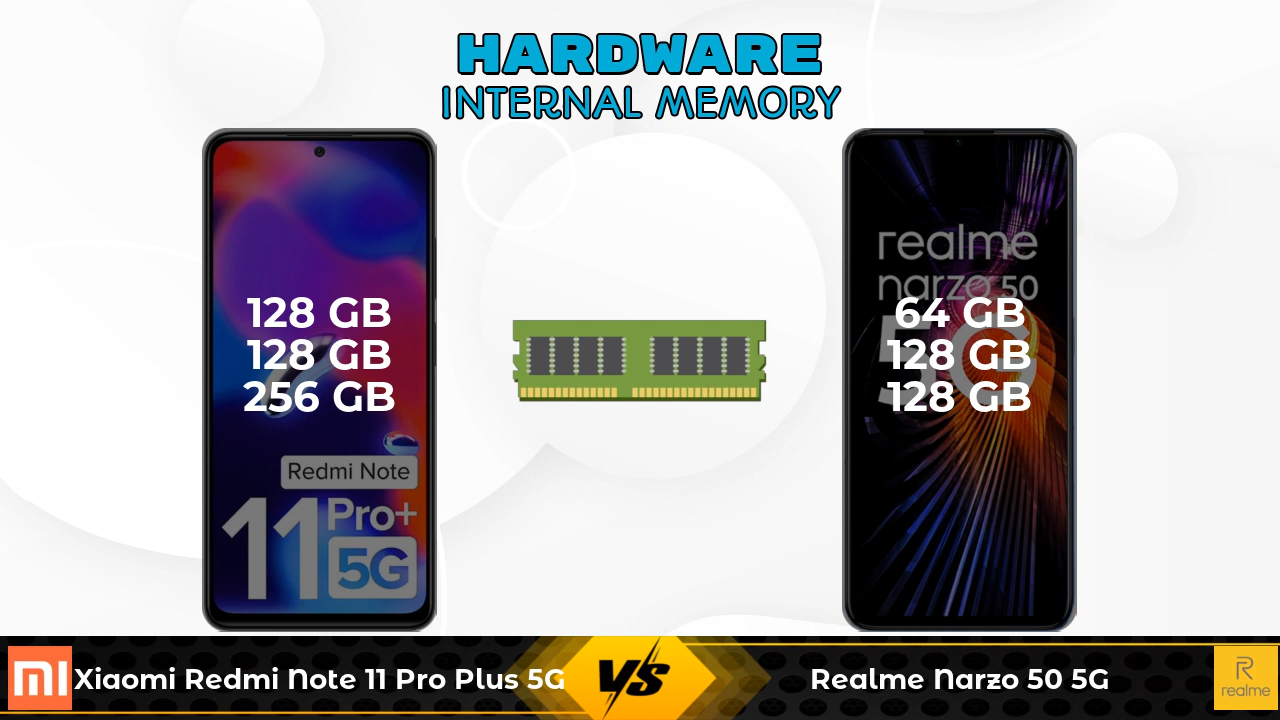 HARDWARE
INTERNAL MEMORY
128 GB
128 GB
256 GB
Redmi Note
11 Pro+
5G
realme
narzo 50
5G
64 GB
128 GB
128 GB
MI
Xiaomi Redmi Note 11 Pro Plus 5G
VS
Realme Narzo 50 5G
R
realme